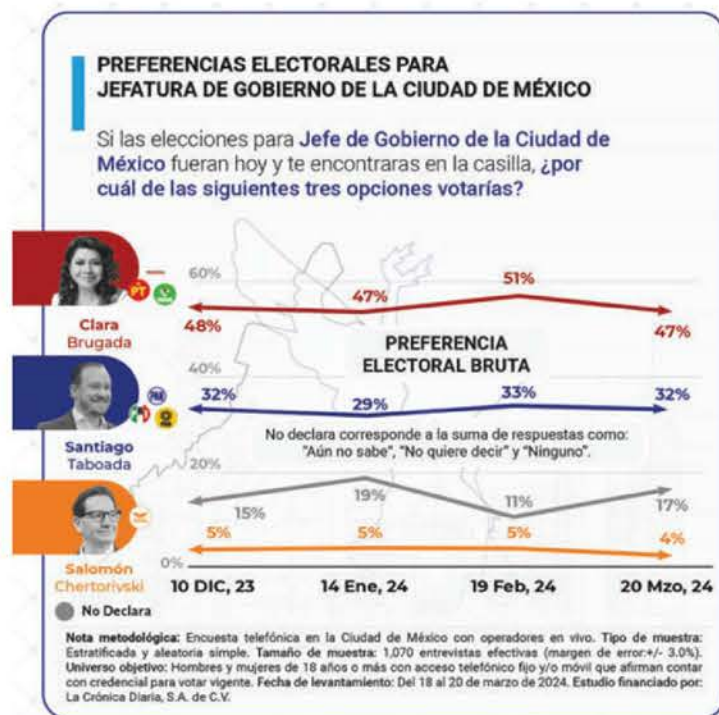 PREFERENCIAS ELECTORALES PARA
JEFATURA DE GOBIERNO DE LA CIUDAD DE MÉXICO
Si las elecciones para Jefe de Gobierno de la Ciudad de
México fueran hoy y te encontraras en la casilla, ¿por
cuál de las siguientes tres opciones votarías?
60%
51%
47%
PT
VERDE
Clara
Brugada
48%
47%
PREFERENCIA
ELECTORAL BRUTA
40%
32%
29%
33%
32%
PAN
PRI
Santiago
Taboada
No declara corresponde a la suma de respuestas como:
"Aún no sabe", "No quiere decir" y "Ninguno".
20%
15%
19%
11%
17%
5%
5%
5%
4%
Salomón
Chertorivski
0%
10 DIC, 23
14 Ene, 24
19 Feb, 24
20 Mzo, 24
No Declara
Nota metodológica: Encuesta telefónica en la Ciudad de México con operadores en vivo. Tipo de muestra:
Estratificada y aleatoria simple. Tamaño de muestra: 1,070 entrevistas efectivas (margen de error:+/- 3.0%).
Universo objetivo: Hombres y mujeres de 18 años o más con acceso telefónico fijo y/o móvil que afirman contar
con credencial para votar vigente. Fecha de levantamiento: Del 18 al 20 de marzo de 2024. Estudio financiado por:
La Crónica Diaria, S.A. de C.V.